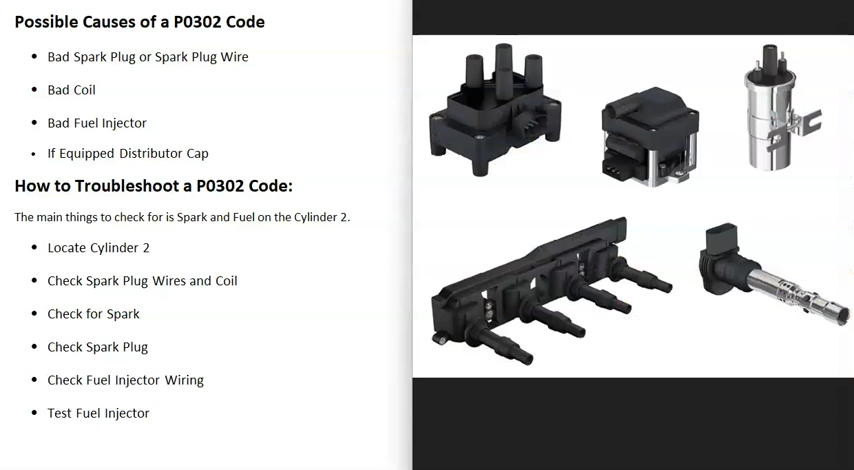 Possible Causes of a P0302 Code
Bad Spark Plug or Spark Plug Wire
Bad Coil
Bad Fuel Injector
If Equipped Distributor Cap
How to Troubleshoot a P0302 Code:
The main things to check for is Spark and Fuel on the Cylinder 2.
Locate Cylinder 2
Check Spark Plug Wires and Coil
Check for Spark
Check Spark Plug
Check Fuel Injector Wiring
Test Fuel Injector